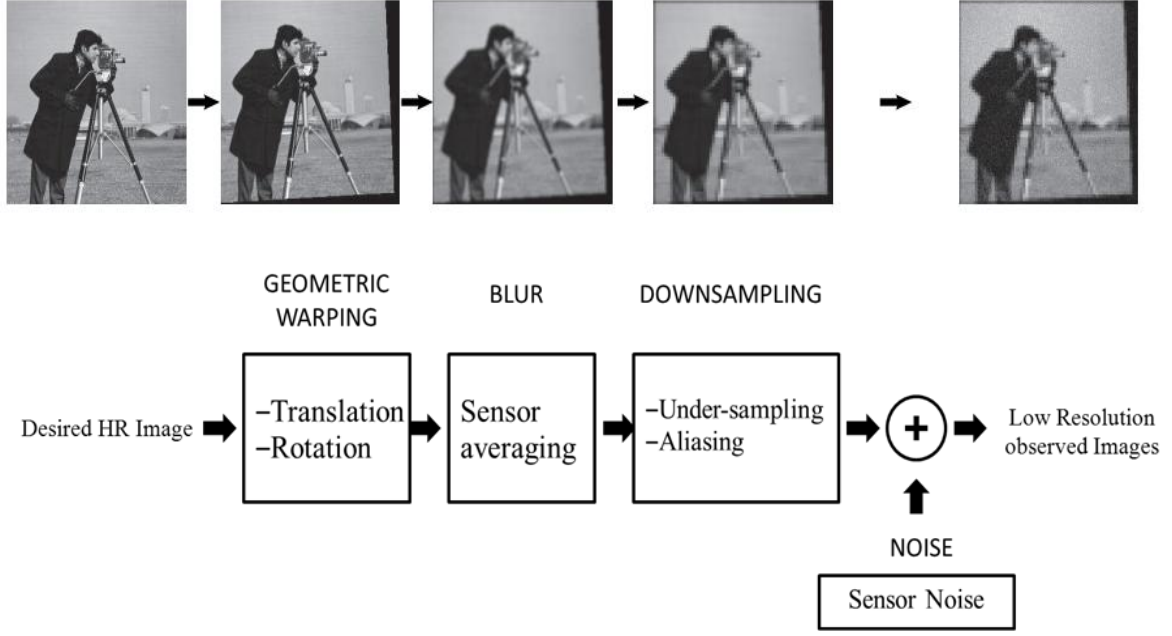 GEOMETRIC
WARPING
BLUR
DOWNSAMPLING
Desired HR Image
–Translation
–Rotation
Sensor
averaging
–Under-sampling
–Aliasing
+
Low Resolution
observed Images
NOISE
Sensor Noise